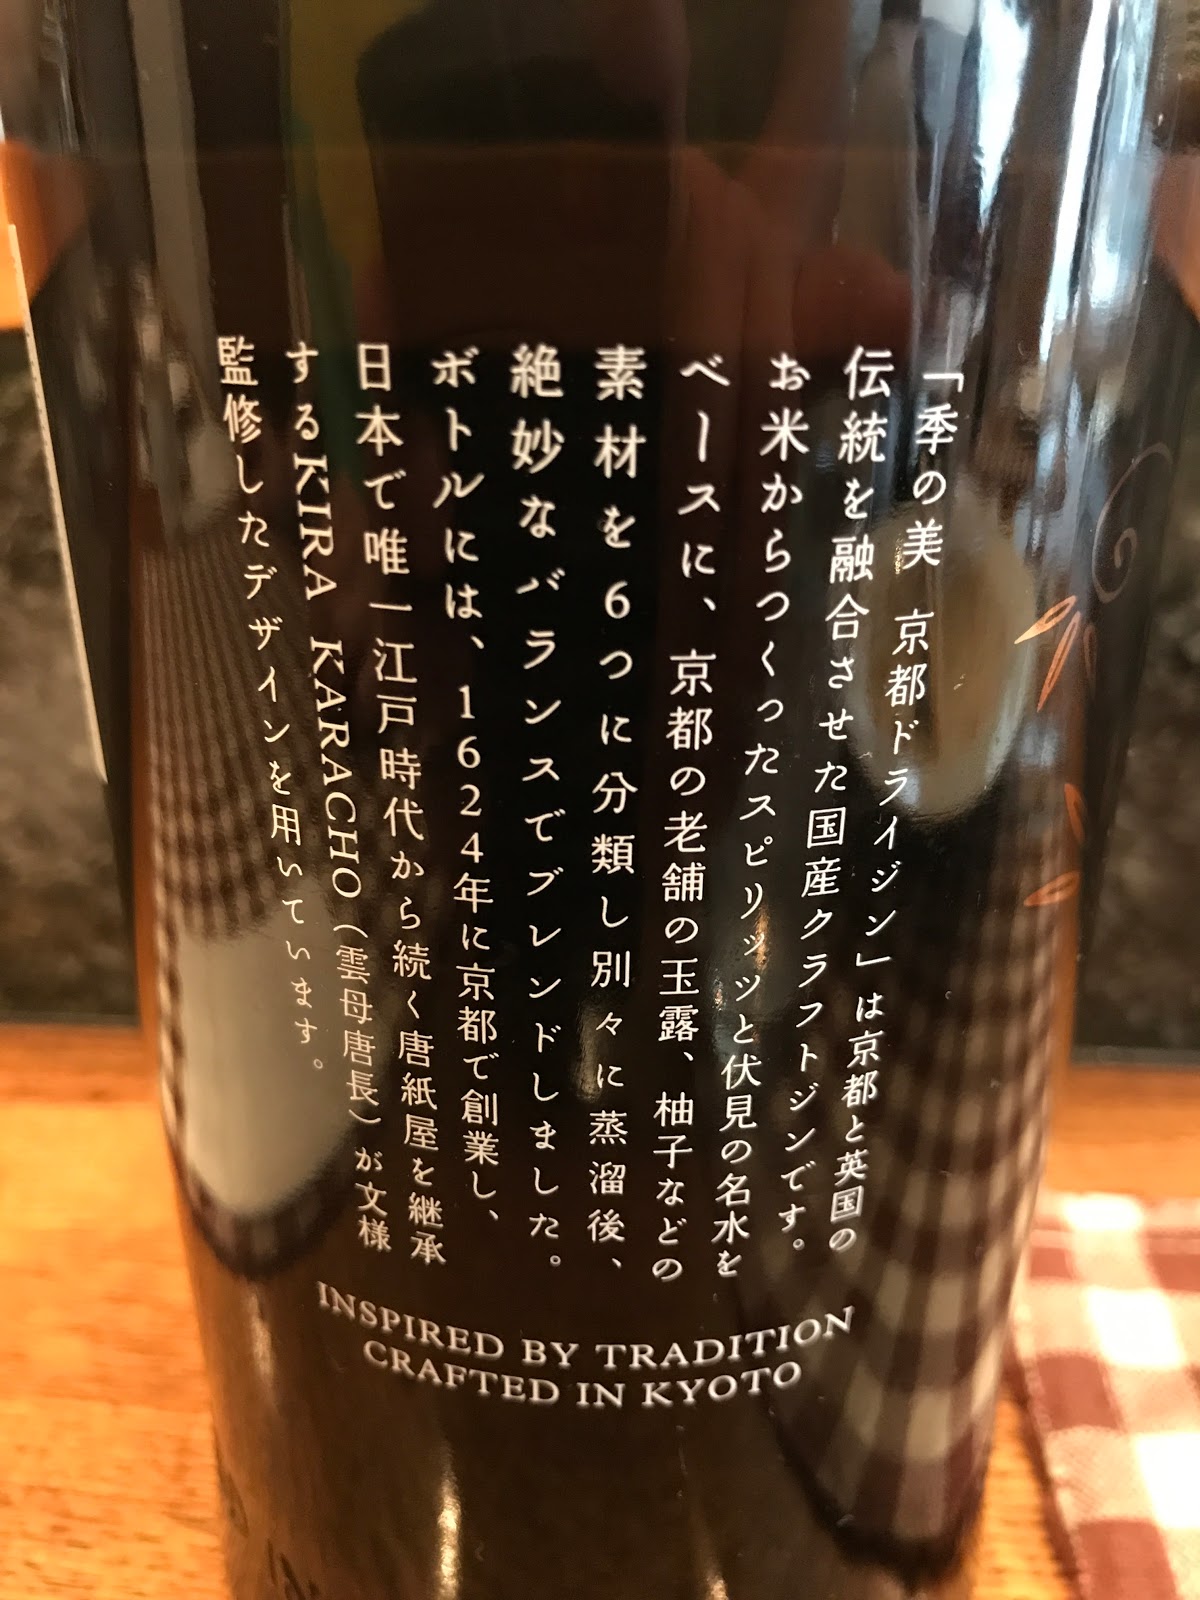 「季の美　京都ドライジン」は京都と英国の
伝統を融合させた国産クラフトジンです。
お米からつくったスピリッツと伏見の名水を
ベースに、京都の老舗の玉露、柚子などの
素材を6つに分類し別々に蒸溜後、
絶妙なバランスでブレンドしました。
ボトルには、1624年に京都で創業し、
日本で唯一江戸時代から続く唐紙屋を継承
するKIRA KARACHO（雲母唐長）が文様
監修したデザインを用いています。
INSPIRED BY TRADITION
CRAFTED IN KYOTO